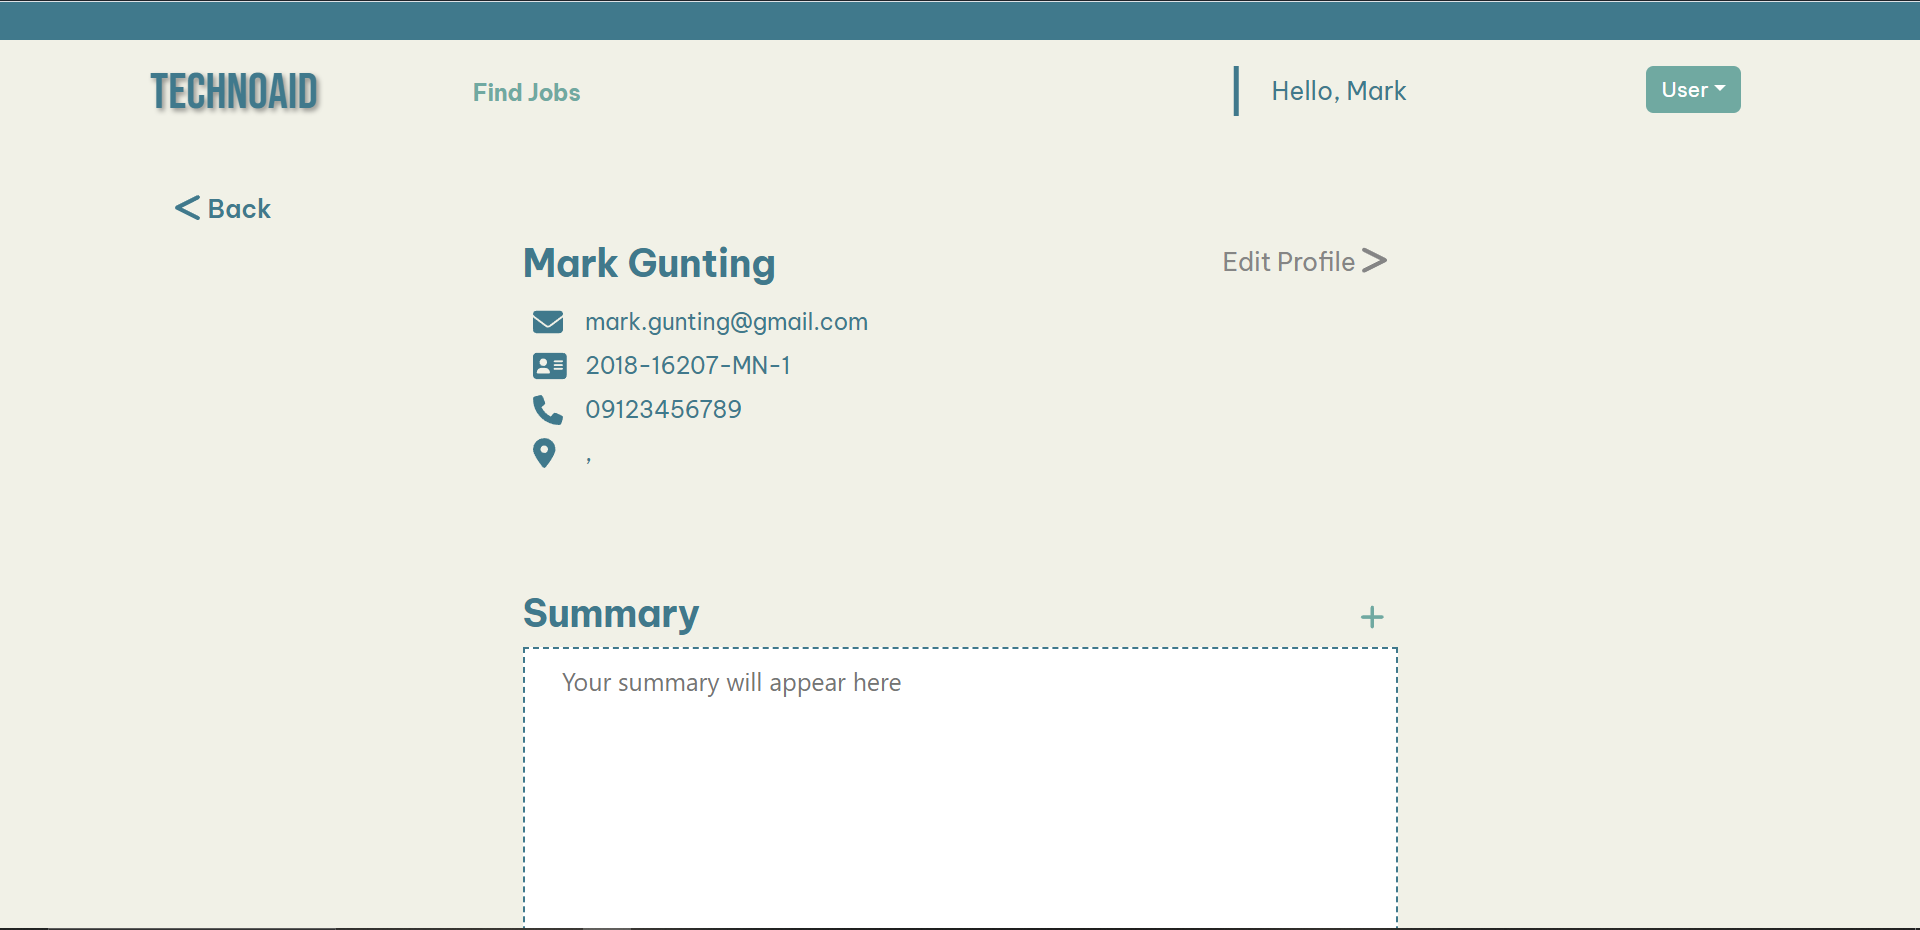 TECHNOAID
Find Jobs
Hello, Mark
User
< Back
Mark Gunting
Edit Profile >
mark.gunting@gmail.com
2018-16207-MN-1
09123456789
,
Summary
+
Your summary will appear here